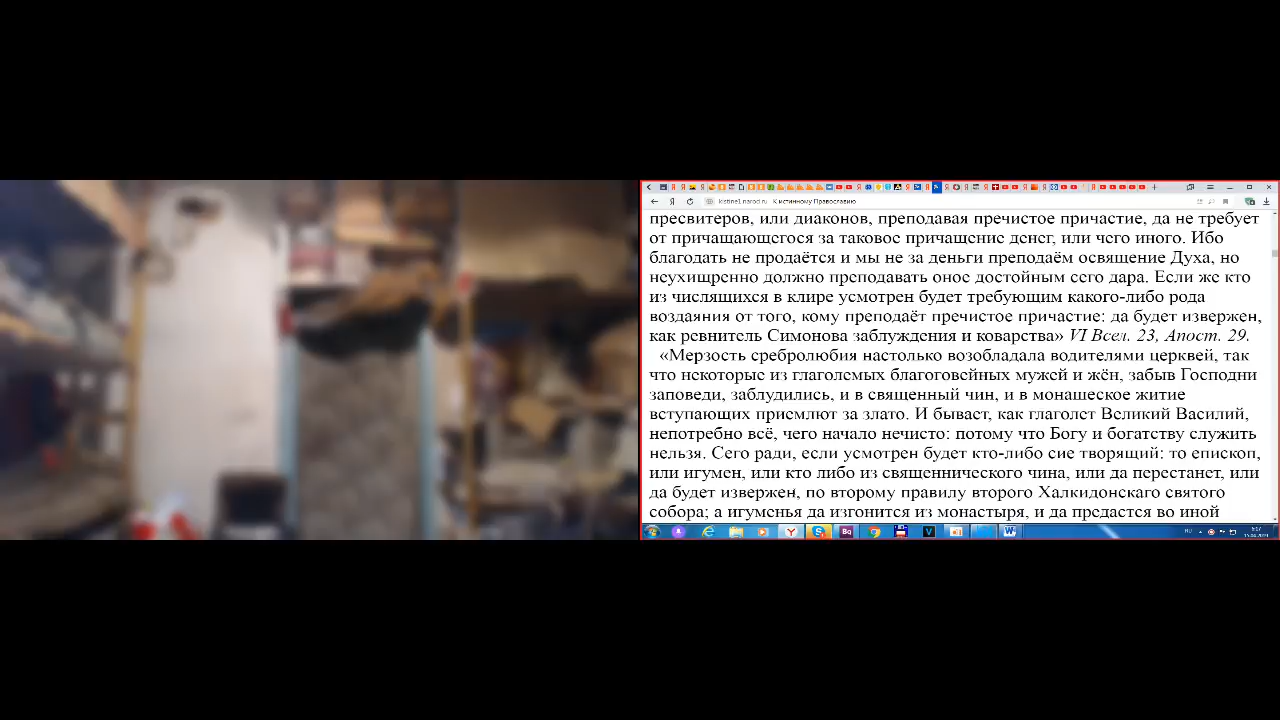 kistine1.narod.ru К истинному Православию
пресвитеров, или диаконов, преподавая пречистое причастие, да не требует
от причащающегося за таковое причащение денег, или чего иного. Ибо
благодать не продаётся и мы не за деньги преподаём освящение Духа, но
неухищренно должно преподавать оное достойным сего дара. Если же кто
из числящихся в клире усмотрен будет требующим какого-либо рода
воздаяния от того, кому преподаёт пречистое причастие: да будет извержен,
как ревнитель Симонова заблуждения и коварства» VI Всел. 23, Апост. 29.
«Мерзость сребролюбия настолько возобладала водителями церквей, так
что некоторые из глаголемых благоговейных мужей и жён, забыв Господни
заповеди, заблудились, и в священный чин, и в монашеское житие
вступающих приемлют за злато. И бывает, как глаголет Великий Василий,
непотребно всё, чего начало нечисто: потому что Богу и богатству служить
нельзя. Сего ради, если усмотрен будет кто-либо сие творящий: то епископ,
или игумен, или кто либо из священнического чина, или да перестанет, или
да будет извержен, по второму правилу второго Халкидонскаго святого
собора; а игуменья да изгонится из монастыря, и да предастся во иной